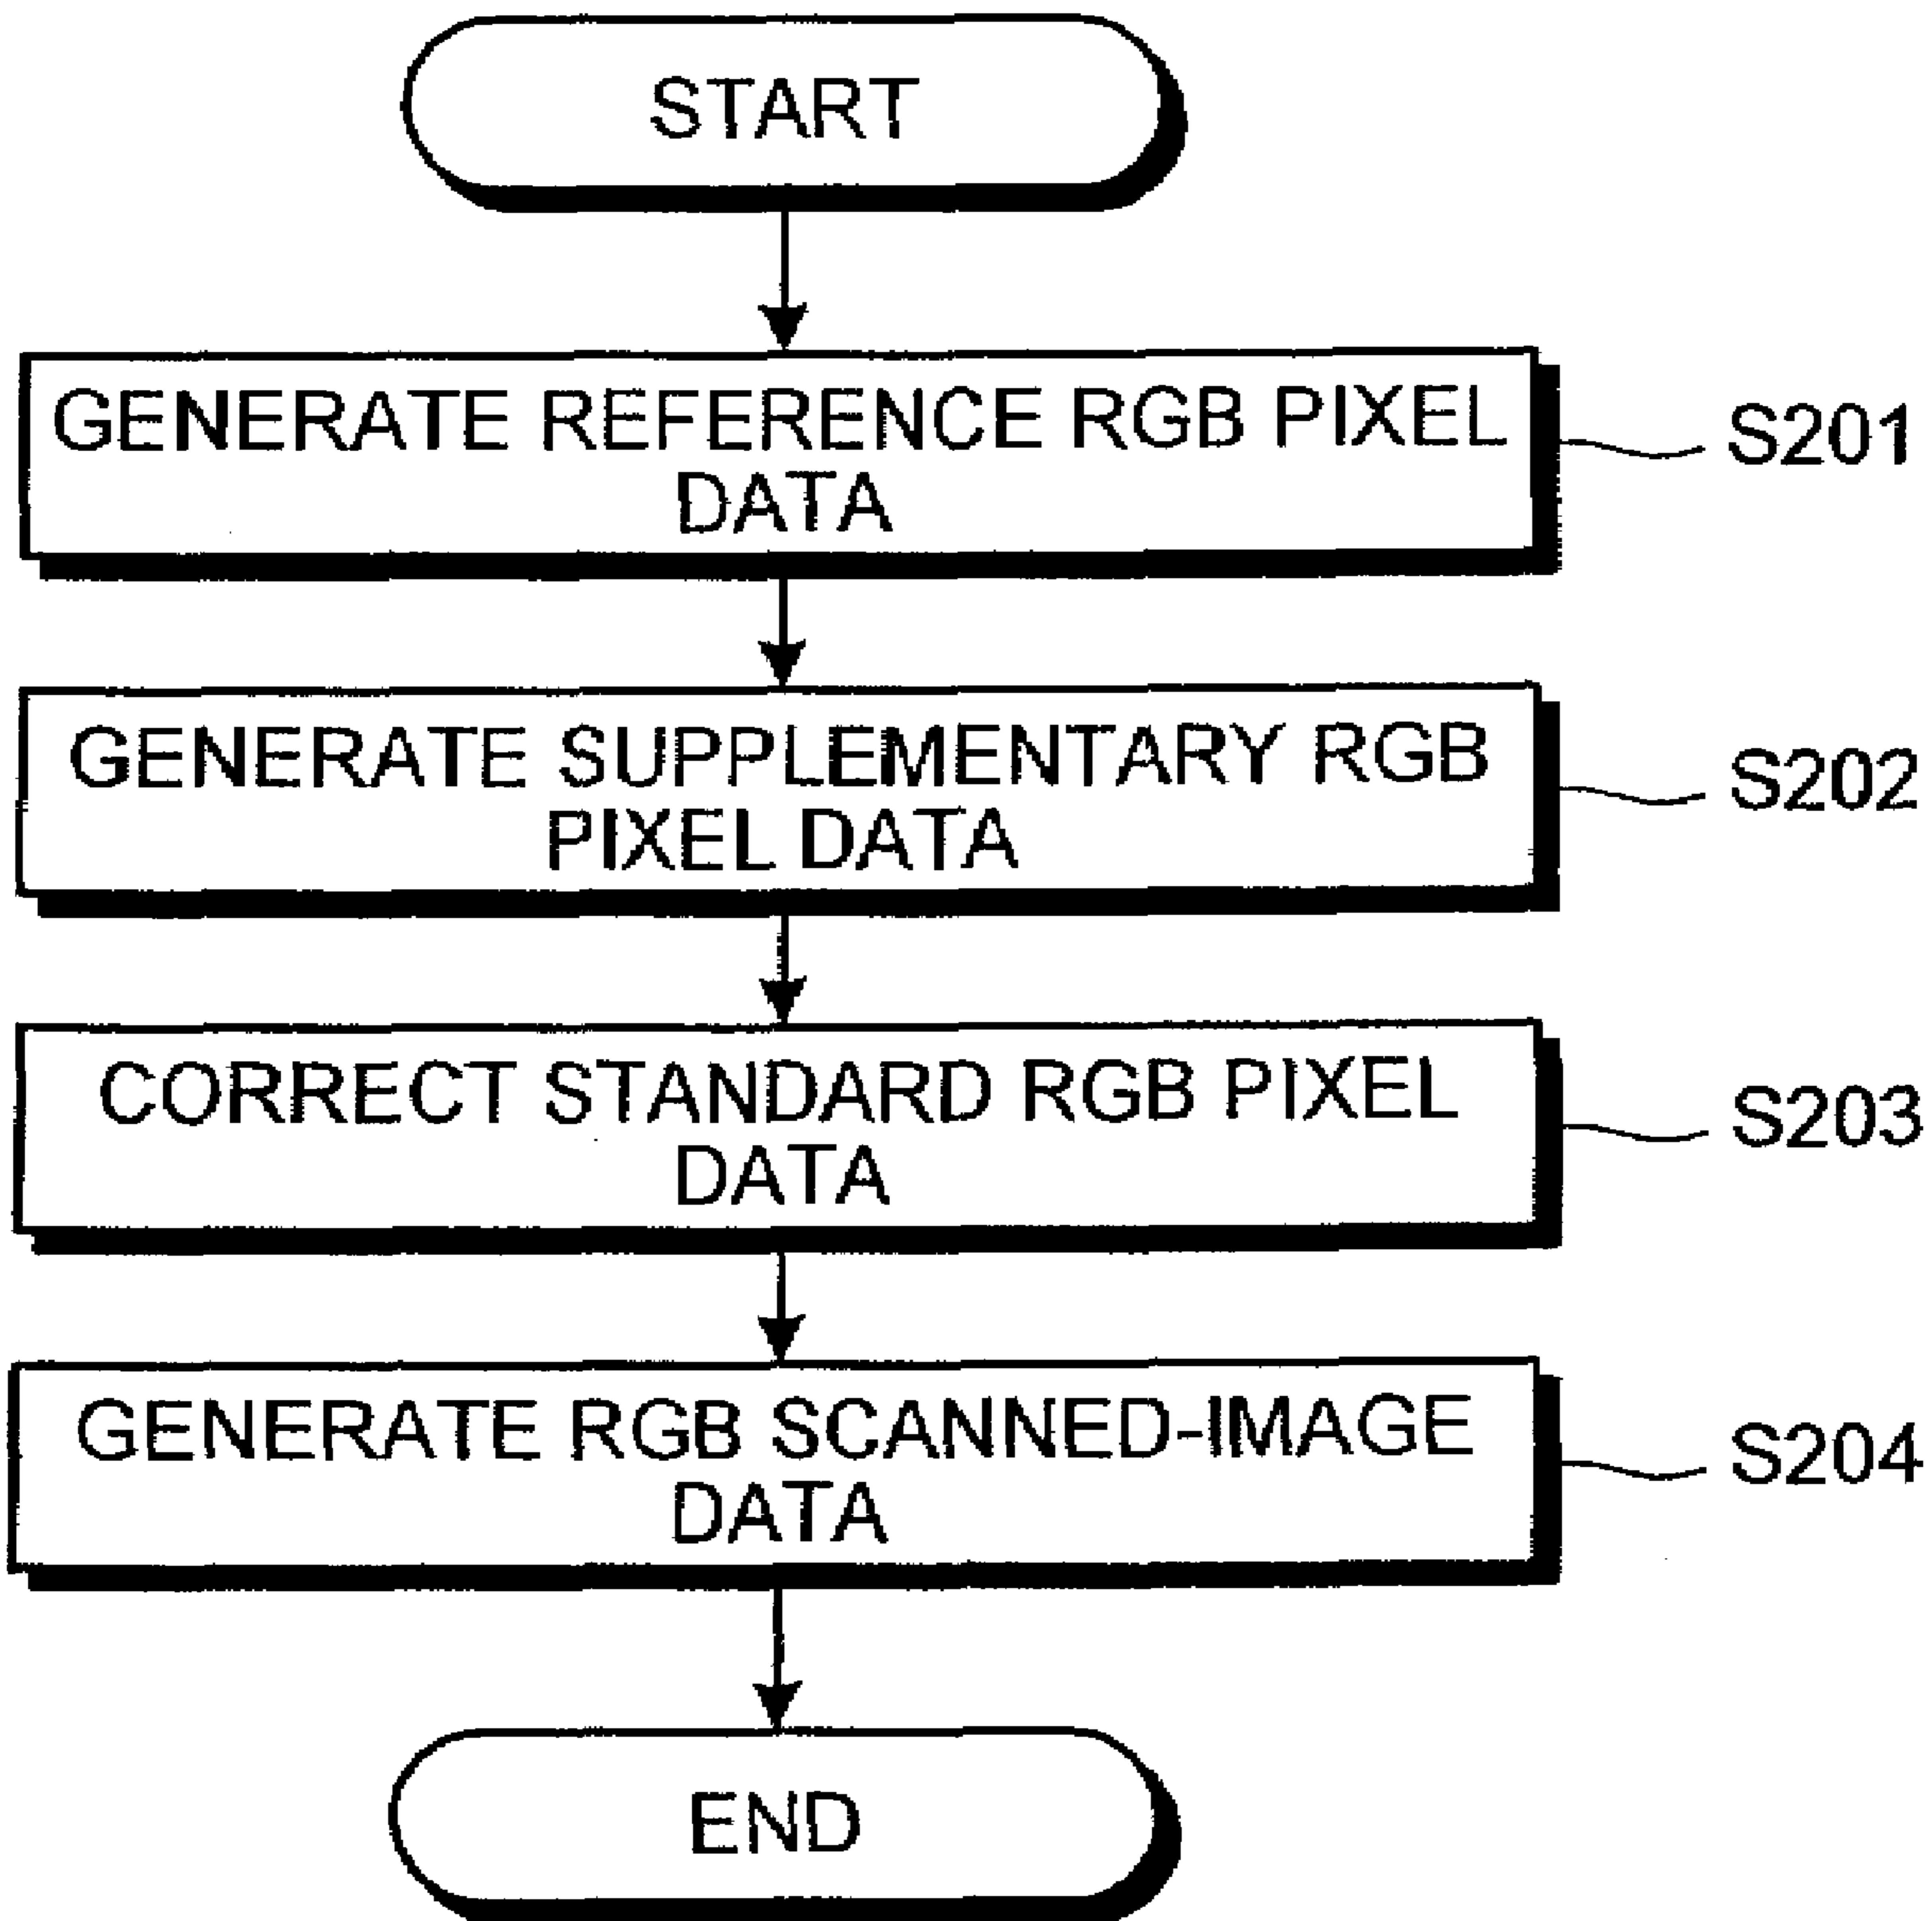 START
GENERATE REFERENCE RGB PIXEL
DATA
S201
GENERATE SUPPLEMENTARY RGB
PIXEL DATA
S202
CORRECT STANDARD RGB PIXEL
DATA
S203
GENERATE RGB SCANNED-IMAGE
DATA
S204
END